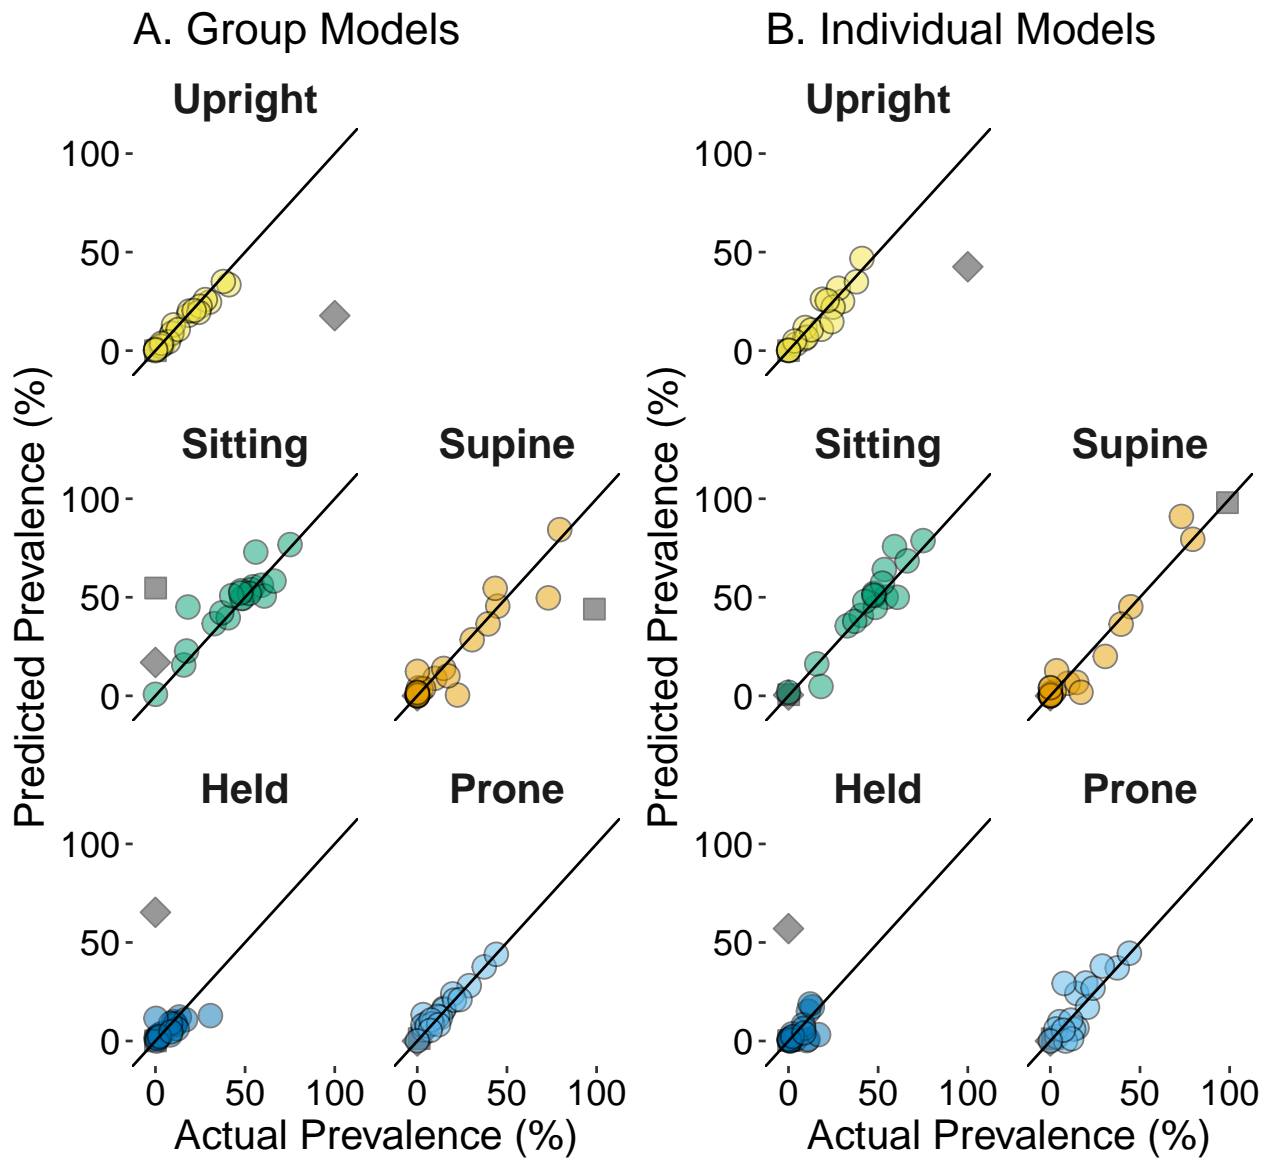 A. Group Models
B. Individual Models
Upright
Upright
100
50
0
100
50
0
Sitting
Supine
Sitting
Supine
100
50
0
100
50
0
Held
Prone
Held
Prone
100
50
0
100
50
0
0 50 100
0 50 100
0 50 100
0 50 100
Predicted Prevalence (%)
Predicted Prevalence (%)
Actual Prevalence (%)
Actual Prevalence (%)